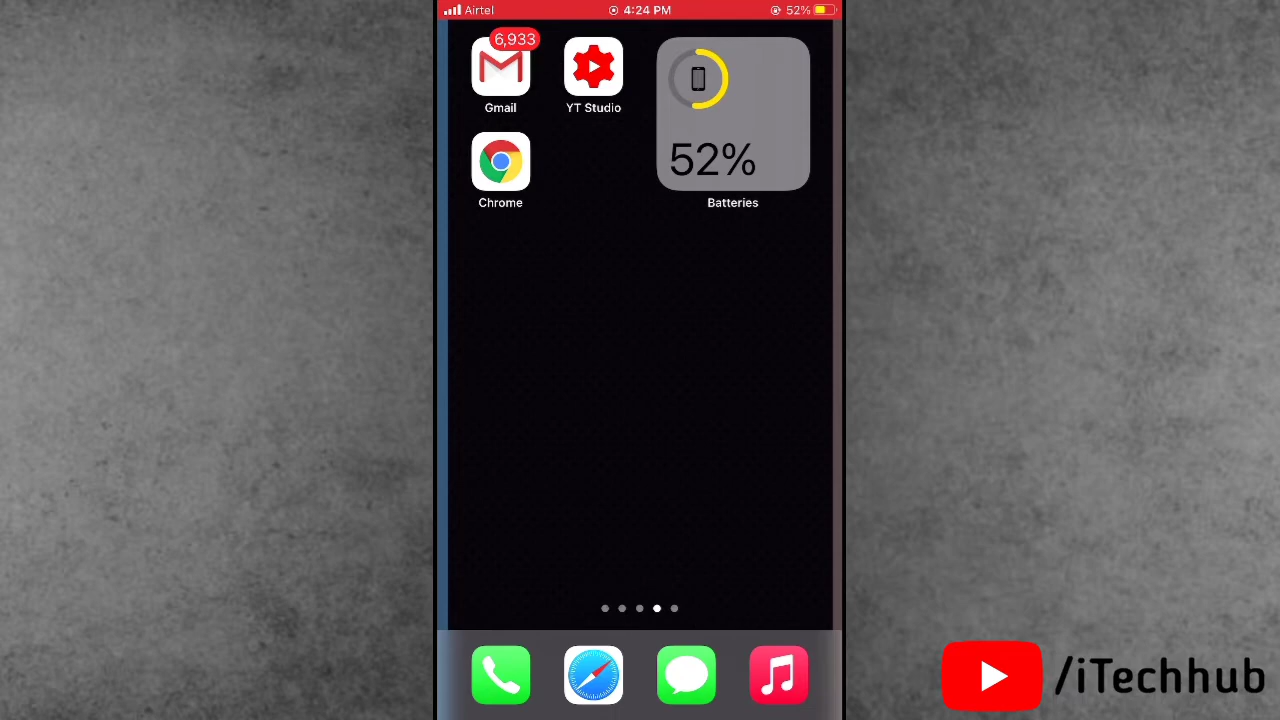 Airtel 4:24 PM 52%
6,933
Gmail YT Studio
52%
Chrome Batteries
/iTechhub